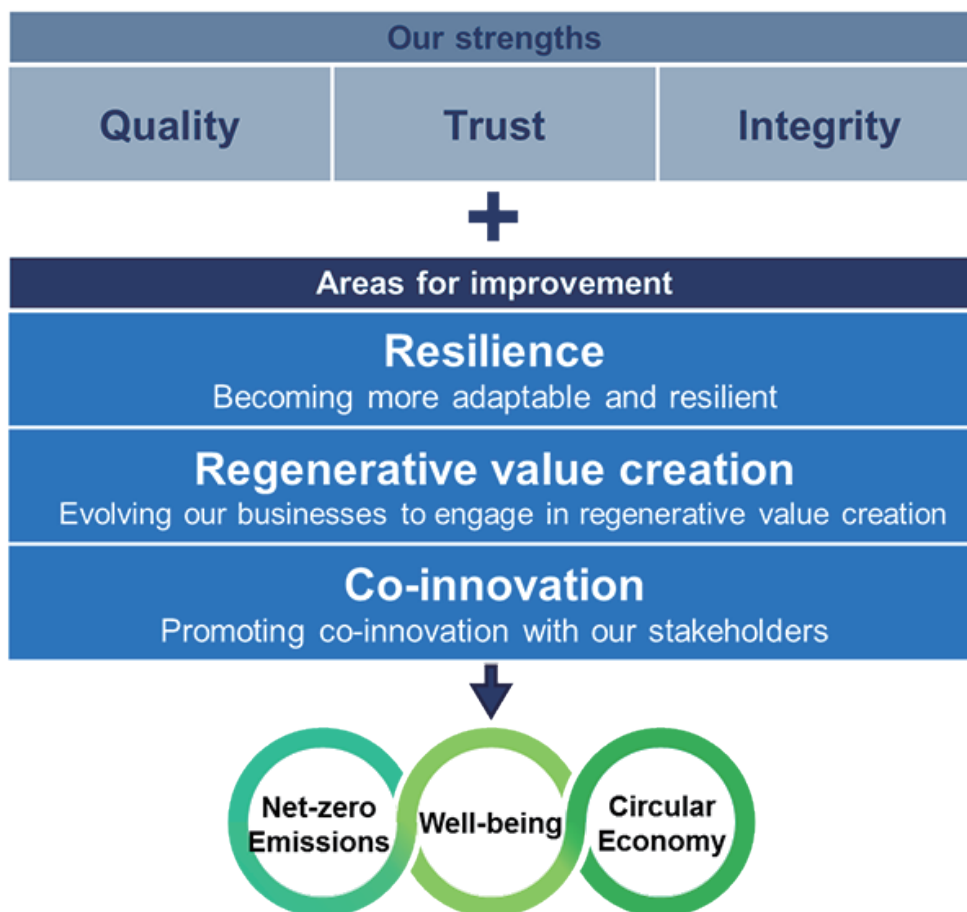 Our strengths
Quality Trust Integrity
+
Areas for improvement
Resilience
Becoming more adaptable and resilient
Regenerative value creation
Evolving our businesses to engage in regenerative value creation
Co-innovation
Promoting co-innovation with our stakeholders
Net-zero
Emissions
Well-being
Circular
Economy